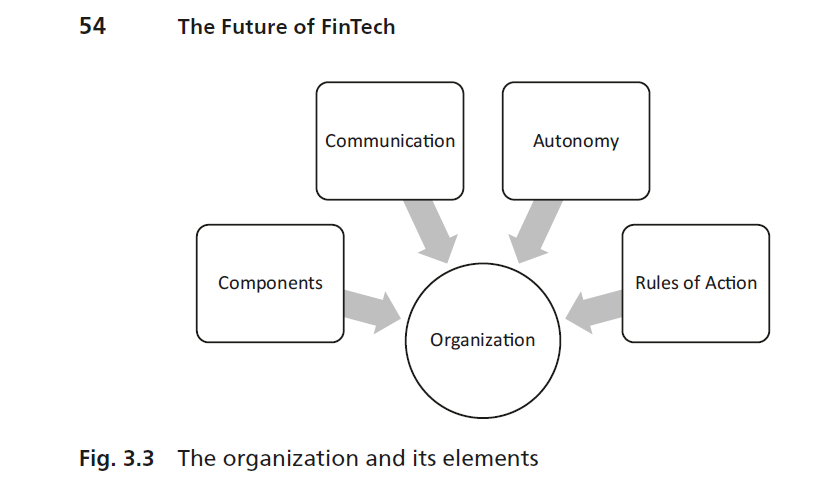 54 The Future of FinTech
Communication
Autonomy
Components
Rules of Action
Organization
Fig. 3.3 The organization and its elements